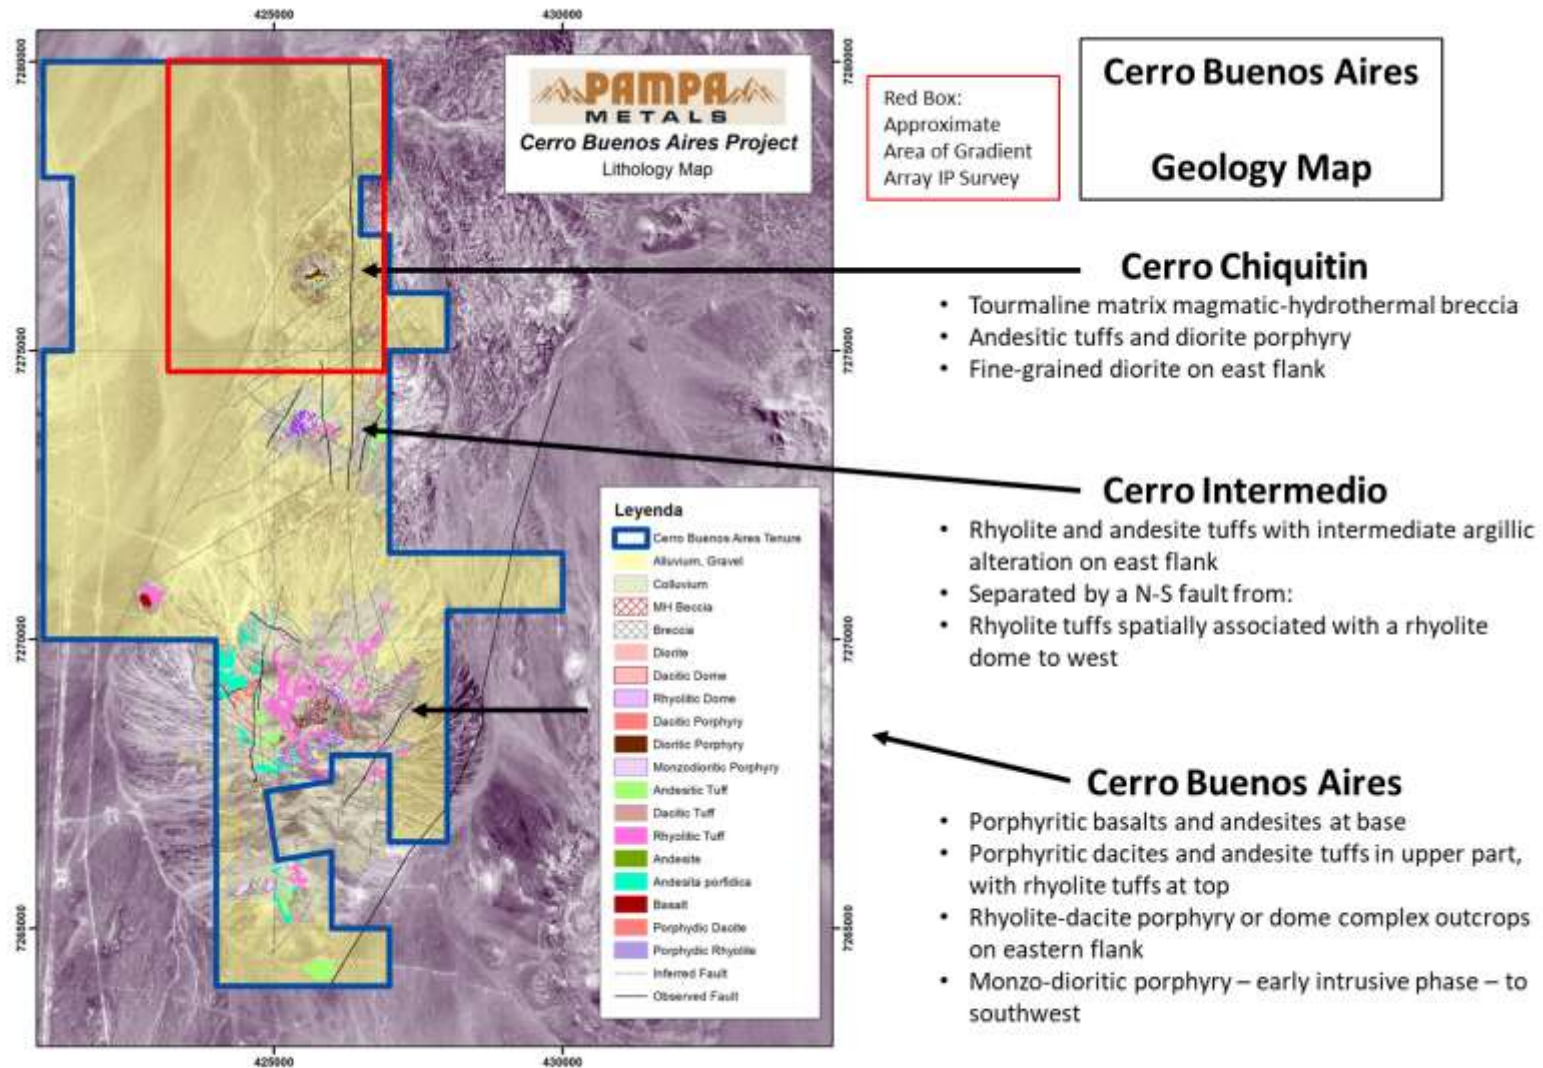 425000
430000
7280000
7280000
PAMPA
METALS
Cerro Buenos Aires Project
Lithology Map
Red Box:
Approximate
Area of Gradient
Array IP Survey
Cerro Buenos Aires
Geology Map
Cerro Chiquitin
• Tourmaline matrix magmatic-hydrothermal breccia
• Andesitic tuffs and diorite porphyry
• Fine-grained diorite on east flank
7275000
7275000
Cerro Intermedio
• Rhyolite and andesite tuffs with intermediate argillic
alteration on east flank
• Separated by a N-S fault from:
• Rhyolite tuffs spatially associated with a rhyolite
dome to west
Leyenda
Cerro Buenos Aires Tenure
Alluvium, Gravel
Colluvium
MH Beccia
Breccia
Diorite
Dacitic Dome
Rhyolitic Dome
Dacitic Porphyry
Dioritic Porphyry
Monzodioritic Porphyry
Andesitic Tuff
Dacitic Tuff
Rhyolitic Tuff
Andesite
Andesita porfidica
Basalt
Porphydic Dacite
Porphydic Rhyolite
Inferred Fault
Observed Fault
7270000
7270000
Cerro Buenos Aires
• Porphyritic basalts and andesites at base
• Porphyritic dacites and andesite tuffs in upper part,
with rhyolite tuffs at top
• Rhyolite-dacite porphyry or dome complex outcrops
on eastern flank
• Monzo-dioritic porphyry – early intrusive phase – to
southwest
7265000
7265000
425000
430000